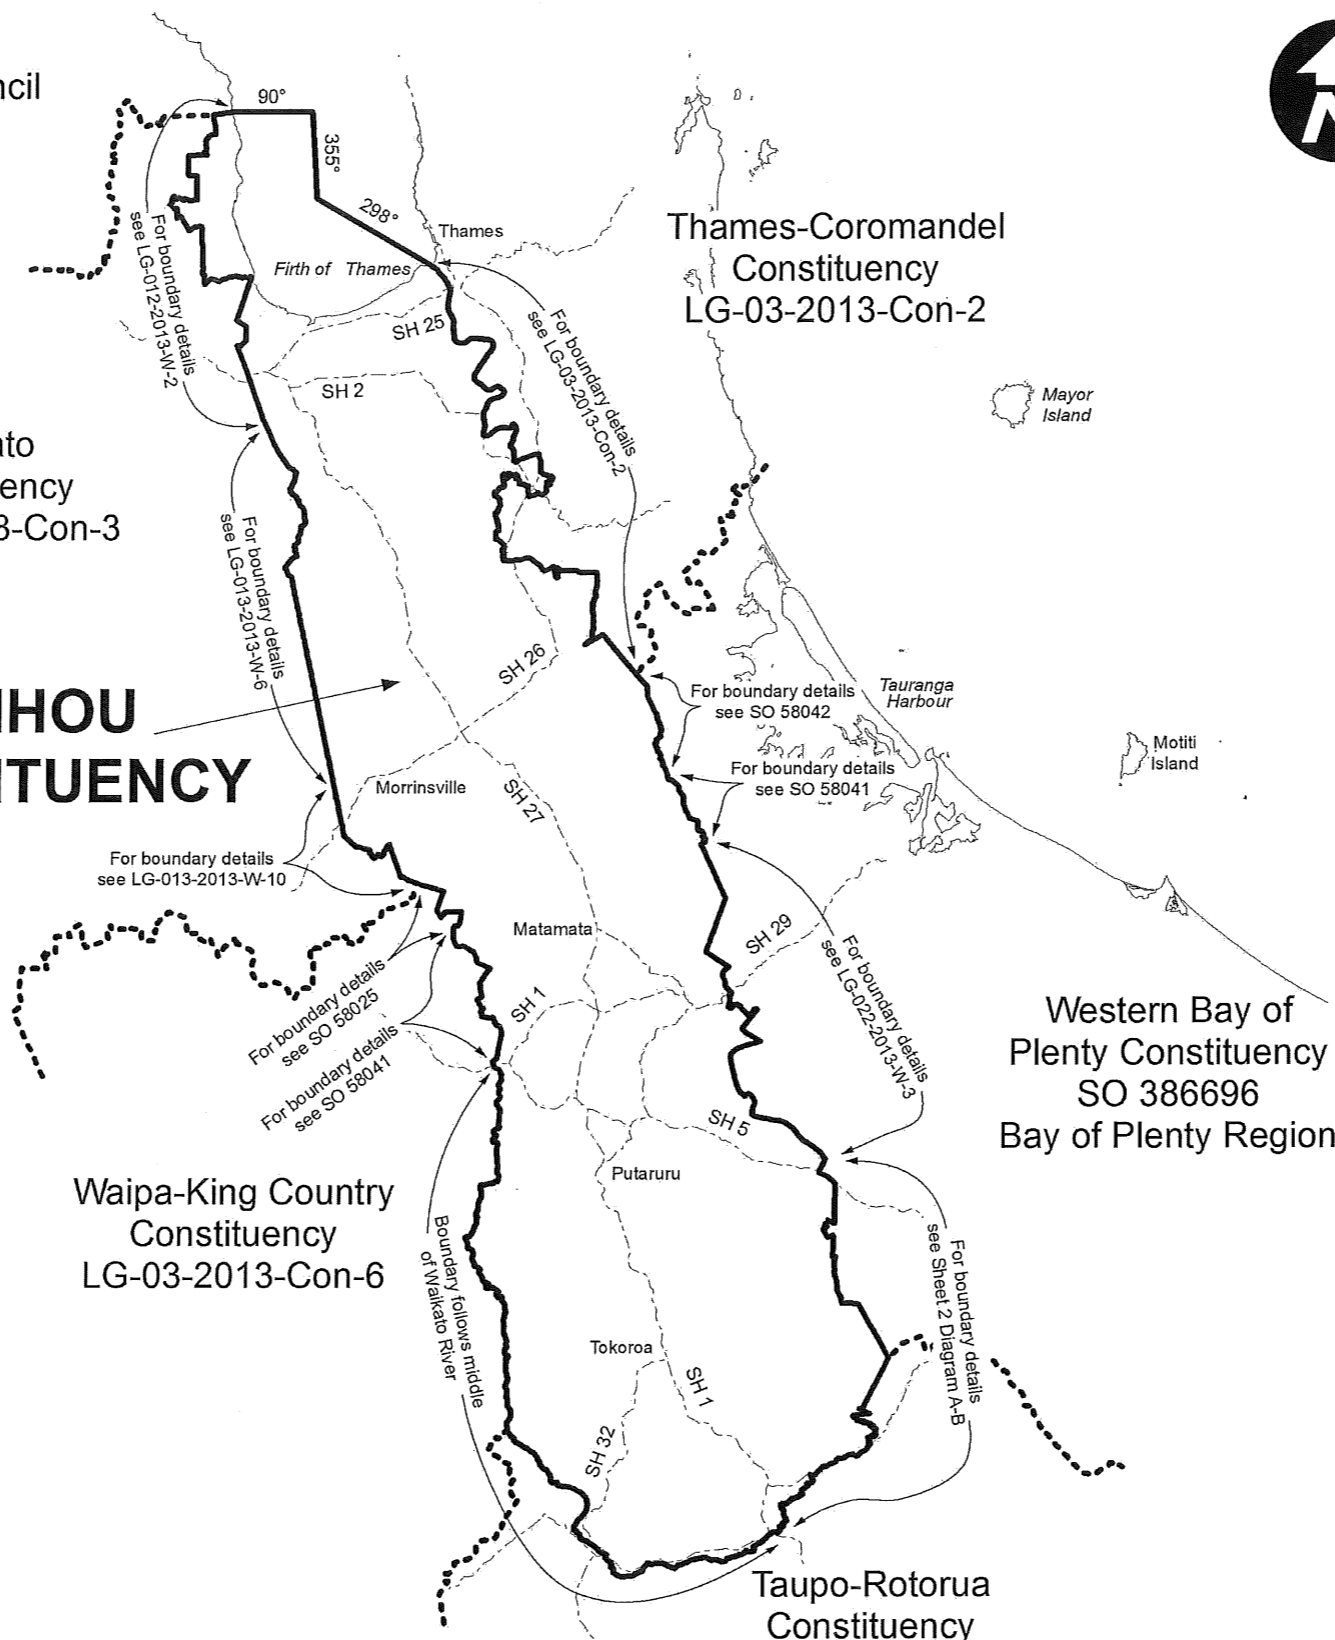 ncil
90°
355°
298°
Thames
Firth of Thames
Thames-Coromandel
Constituency
LG-03-2013-Con-2
N
For boundary details
see LG-012-2013-W-2
SH 25
SH 2
For boundary details
see LG-03-2013-Con-2
Mayor
Island
ato
ency
3-Con-3
For boundary details
see LG-013-2013-W-6
SH 26
IHOU
ITUENCY
For boundary details
see SO 58042
Tauranga
Harbour
For boundary details
see SO 58041
Motiti
Island
Morrinsville
SH 27
For boundary details
see LG-013-2013-W-10
Matamata
SH 29
For boundary details
see LG-022-2013-W-3
For boundary details
see SO 58025
For boundary details
see SO 58041
SH 1
Western Bay of
Plenty Constituency
SO 386696
Bay of Plenty Region
SH 5
Putaruru
Waipa-King Country
Constituency
LG-03-2013-Con-6
Boundary follows middle
of Waikato River
For boundary details
see Sheet 2 Diagram A-B
Tokoroa
SH 1
SH 32
Taupo-Rotorua
Constituency